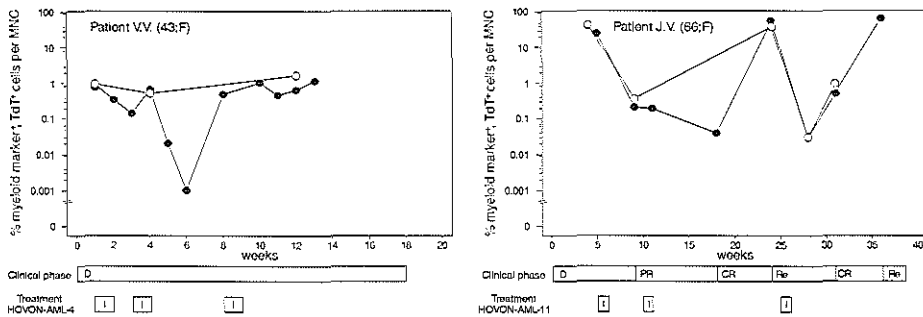 Patient V.V. (43;F)
% myeloid marker⁺, TdT⁺ cells per MNC
100
10
1
0.1
0.01
0.001
0
0 2 4 6 8 10 12 14 16 18 20
weeks
Clinical phase D
Treatment
HOVON-AML-4 I I I
Patient J.V. (66;F)
% myeloid marker⁺, TdT⁺ cells per MNC
100
10
1
0.1
0.01
0.001
0
0 5 10 15 20 25 30 35 40
weeks
Clinical phase D PR CR Re CR Re
Treatment
HOVON-AML-11